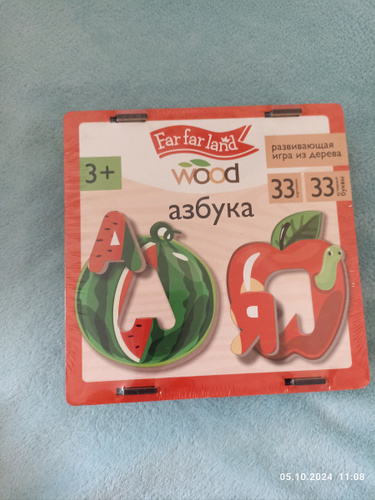 Far far land
wood
азбука
3+
развивающая
игра из дерева
33
33
буквы
А
Я
05.10.2024 11:08